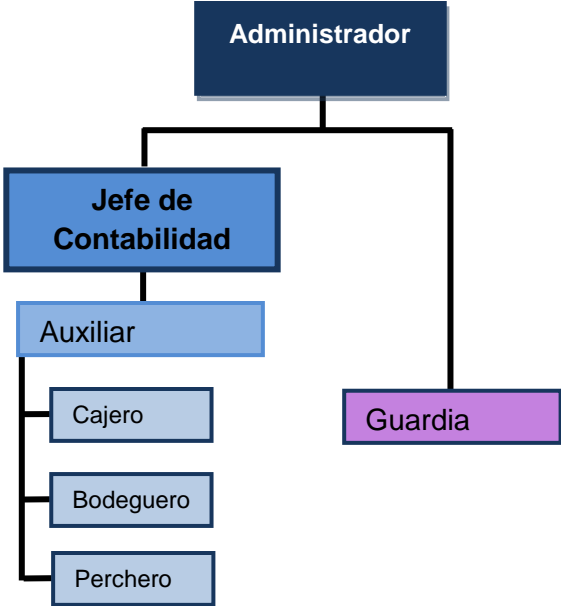 Administrador
Jefe de
Contabilidad
Auxiliar
Cajero
Guardia
Bodeguero
Perchero